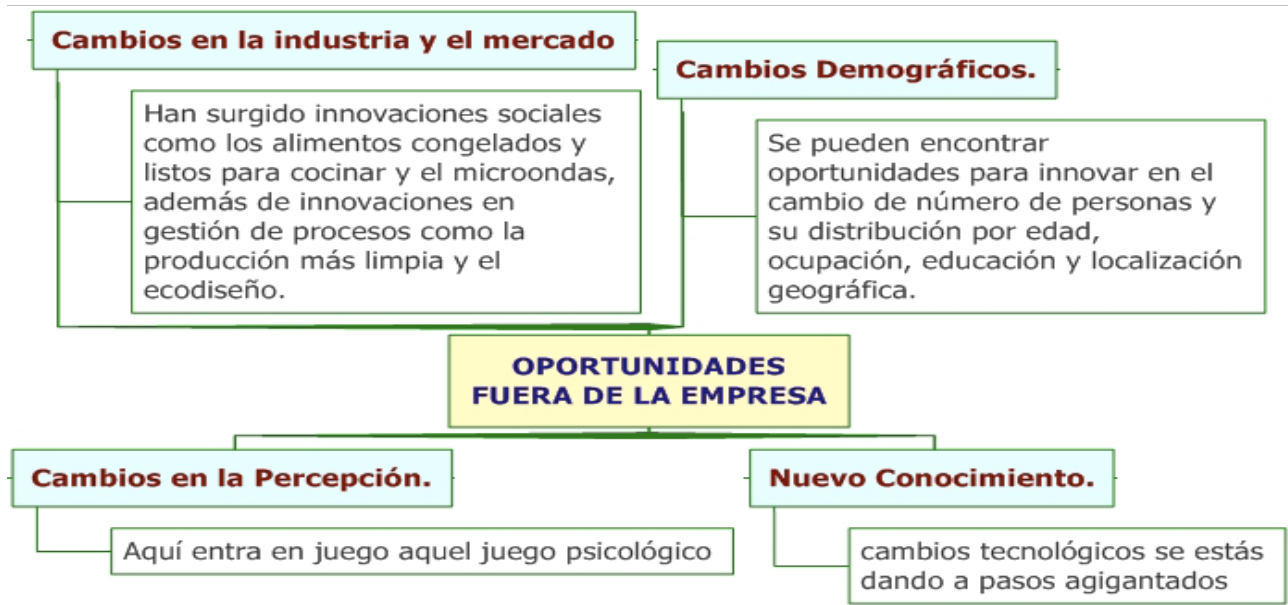 Cambios en la industria y el mercado
Han surgido innovaciones sociales
como los alimentos congelados y
listos para cocinar y el microondas,
además de innovaciones en
gestión de procesos como la
producción más limpia y el
ecodiseño.
Cambios Demográficos.
Se pueden encontrar
oportunidades para innovar en el
cambio de número de personas y
su distribución por edad,
ocupación, educación y localización
geográfica.
OPORTUNIDADES
FUERA DE LA EMPRESA
Cambios en la Percepción.
Aquí entra en juego aquel juego psicológico
Nuevo Conocimiento.
cambios tecnológicos se estás
dando a pasos agigantados